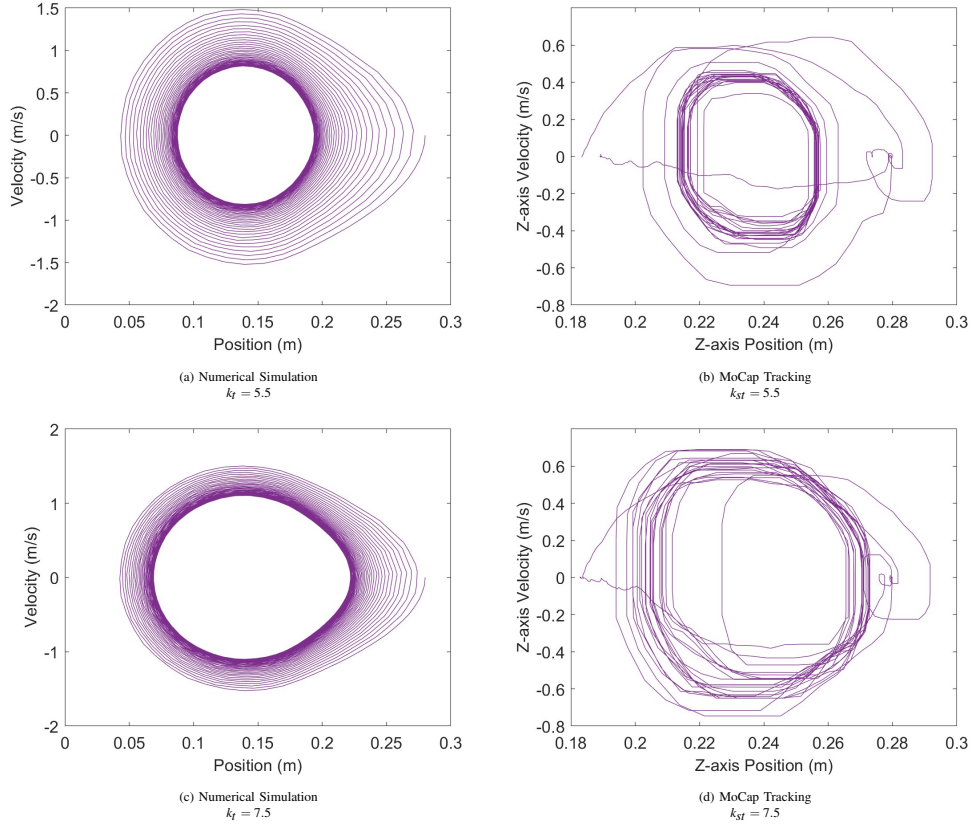 1.5
1
0.5
0
-0.5
-1
-1.5
-2
0 0.05 0.1 0.15 0.2 0.25 0.3
Velocity (m/s)
Position (m)
(a) Numerical Simulation
kt = 5.5
0.6
0.4
0.2
0
-0.2
-0.4
-0.6
-0.8
0.18 0.2 0.22 0.24 0.26 0.28 0.3
Z-axis Velocity (m/s)
Z-axis Position (m)
(b) MoCap Tracking
kst = 5.5
2
1
0
-1
-2
0 0.05 0.1 0.15 0.2 0.25 0.3
Velocity (m/s)
Position (m)
(c) Numerical Simulation
kt = 7.5
0.6
0.4
0.2
0
-0.2
-0.4
-0.6
-0.8
0.18 0.2 0.22 0.24 0.26 0.28 0.3
Z-axis Velocity (m/s)
Z-axis Position (m)
(d) MoCap Tracking
kst = 7.5